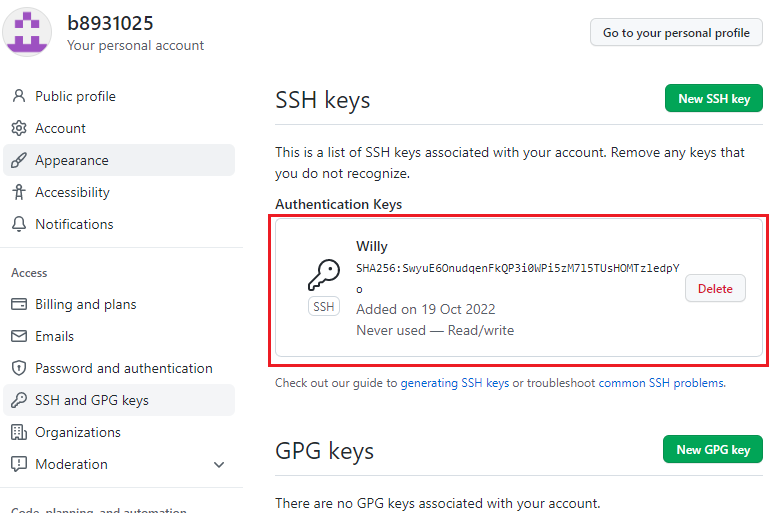 b8931025
Your personal account
Go to your personal profile
Public profile
Account
Appearance
Accessibility
Notifications
Access
Billing and plans
Emails
Password and authentication
SSH and GPG keys
Organizations
Moderation
Code, planning, and automation
SSH keys
New SSH key
This is a list of SSH keys associated with your account. Remove any keys that
you do not recognize.
Authentication Keys
Willy
SHA256:SwyuE6OnudqenFkQP3i0WPi5zM7l5TUsHOMTzledpY
o
SSH
Added on 19 Oct 2022
Never used — Read/write
Delete
Check out our guide to generating SSH keys or troubleshoot common SSH problems.
GPG keys
New GPG key
There are no GPG keys associated with your account.